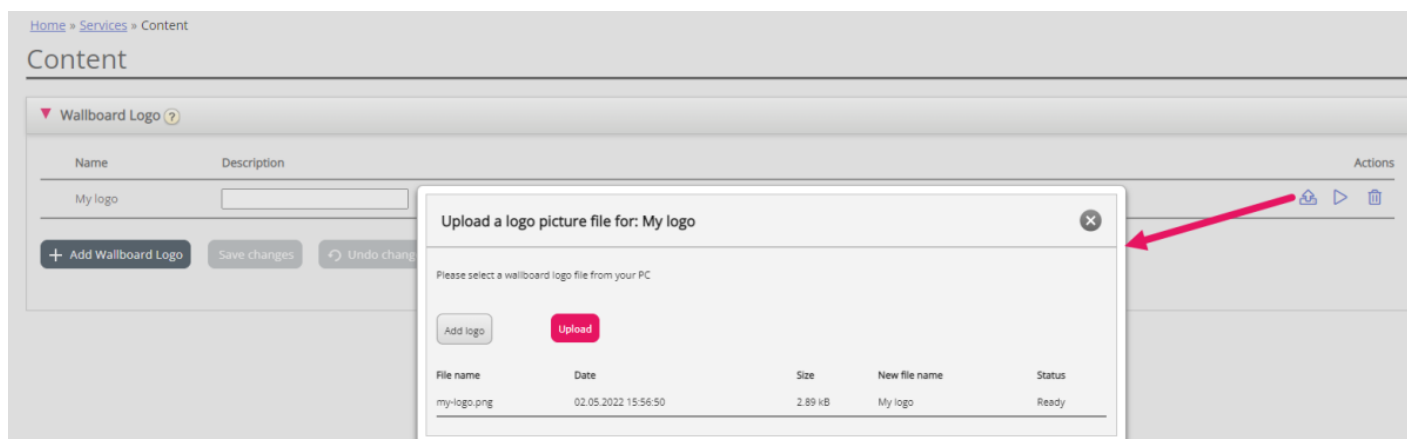 Home » Services » Content
Content
Wallboard Logo ?
Name Description Actions
My logo
+ Add Wallboard Logo Save changes Undo chang
Upload a logo picture file for: My logo
Please select a wallboard logo file from your PC
Add logo Upload
File name Date Size New file name Status
my-logo.png 02.05.2022 15:56:50 2.89 kB My logo Ready